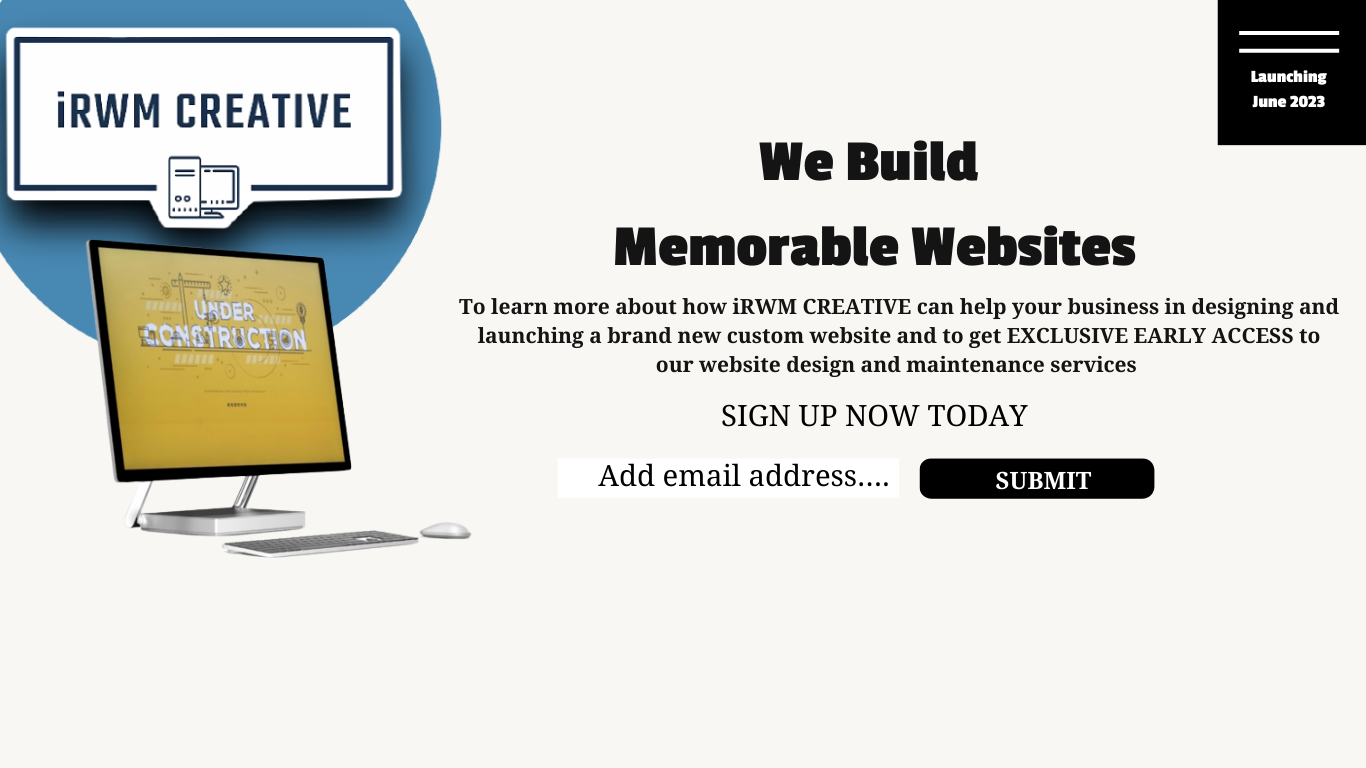 iRWM CREATIVE
Launching
June 2023
We Build
Memorable Websites
To learn more about how iRWM CREATIVE can help your business in designing and
launching a brand new custom website and to get EXCLUSIVE EARLY ACCESS to
our website design and maintenance services
SIGN UP NOW TODAY
Add email address....
SUBMIT
UNDER
CONSTRUCTION